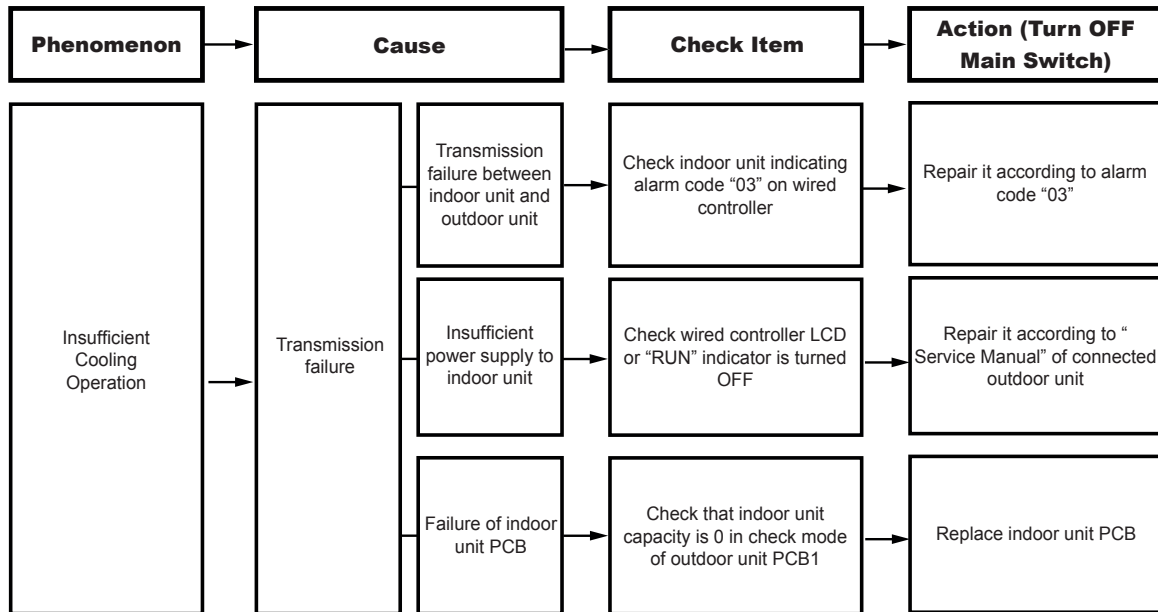 Phenomenon
Cause
Check Item
Action (Turn OFF
Main Switch)
Insufficient
Cooling
Operation
Transmission
failure
Transmission
failure between
indoor unit and
outdoor unit
Check indoor unit indicating
alarm code “03” on wired
controller
Repair it according to alarm
code “03”
Insufficient
power supply to
indoor unit
Check wired controller LCD
or “RUN” indicator is turned
OFF
Repair it according to “
Service Manual” of connected
outdoor unit
Failure of indoor
unit PCB
Check that indoor unit
capacity is 0 in check mode
of outdoor unit PCB1
Replace indoor unit PCB